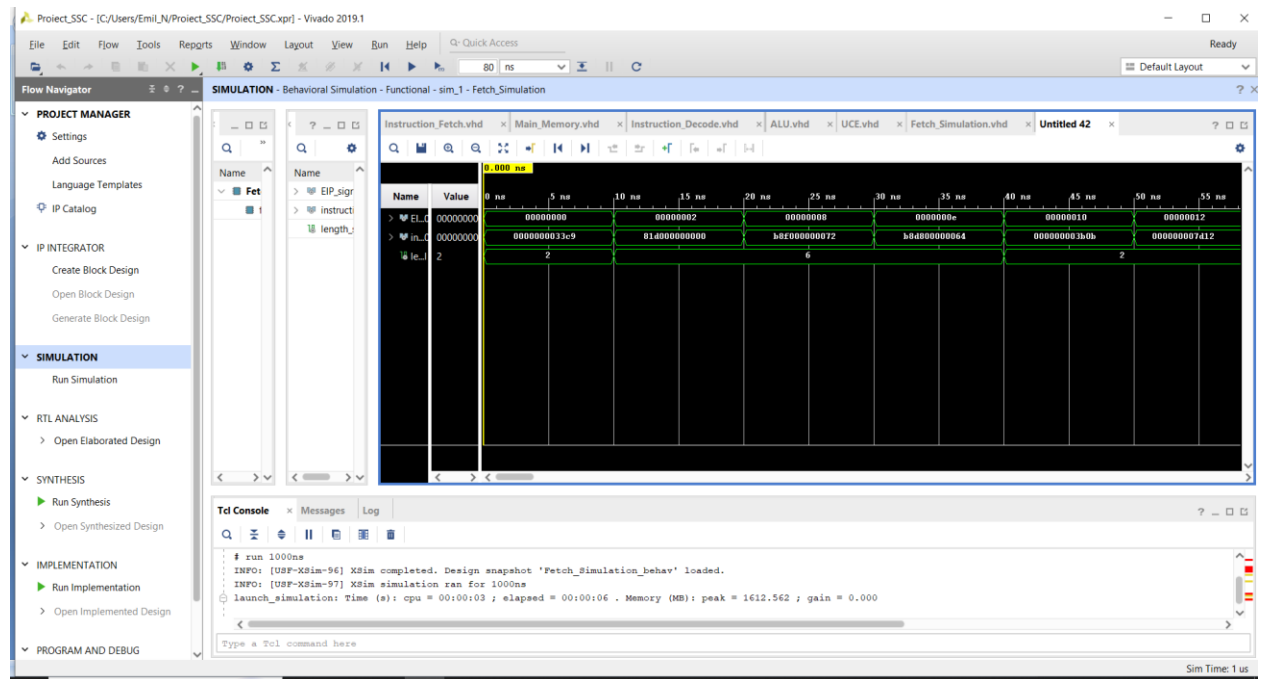 Proiect_SSC - [C:/Users/Emil_N/Proiect_SSC/Proiect_SSC.xpr] - Vivado 2019.1
File Edit Flow Tools Reports Window Layout View Run Help Q- Quick Access Ready
80 ns Default Layout
Flow Navigator
PROJECT MANAGER
Settings
Add Sources
Language Templates
IP Catalog
IP INTEGRATOR
Create Block Design
Open Block Design
Generate Block Design
SIMULATION
Run Simulation
RTL ANALYSIS
Open Elaborated Design
SYNTHESIS
Run Synthesis
Open Synthesized Design
IMPLEMENTATION
Run Implementation
Open Implemented Design
PROGRAM AND DEBUG
SIMULATION - Behavioral Simulation - Functional - sim_1 - Fetch_Simulation
Name
Fet
Name
EIP_sigr
instructi
length_s
Instruction_Fetch.vhd Main_Memory.vhd Instruction_Decode.vhd ALU.vhd UCE.vhd Fetch_Simulation.vhd Untitled 42
0.000 ns
Name Value 0 ns 5 ns 10 ns 15 ns 20 ns 25 ns 30 ns 35 ns 40 ns 45 ns 50 ns 55 ns
EI...0 00000000 00000000 00000002 00000008 0000000e 00000010 00000012
in...0 00000000 0000000033c9 81d000000000 b8f000000072 b8d800000064 000000003b0b 000000007d12
le...l 2 2 6 2
Tcl Console Messages Log
# run 1000ns
INFO: [USF-XSim-96] XSim completed. Design snapshot 'Fetch_Simulation_behav' loaded.
INFO: [USF-XSim-97] XSim simulation ran for 1000ns
launch_simulation: Time (s): cpu = 00:00:03 ; elapsed = 00:00:06 . Memory (MB): peak = 1612.562 ; gain = 0.000
Type a Tcl command here
Sim Time: 1 us